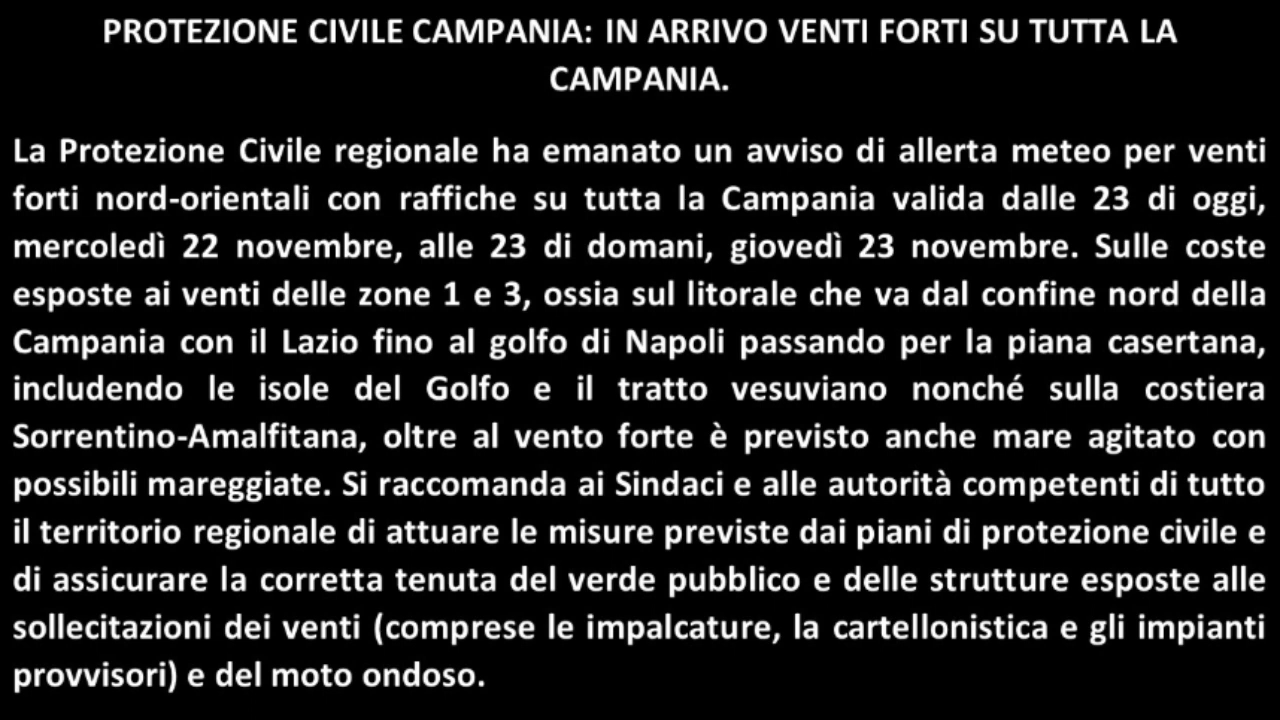 PROTEZIONE CIVILE CAMPANIA: IN ARRIVO VENTI FORTI SU TUTTA LA
CAMPANIA.
La Protezione Civile regionale ha emanato un avviso di allerta meteo per venti
forti nord-orientali con raffiche su tutta la Campania valida dalle 23 di oggi,
mercoledì 22 novembre, alle 23 di domani, giovedì 23 novembre. Sulle coste
esposte ai venti delle zone 1 e 3, ossia sul litorale che va dal confine nord della
Campania con il Lazio fino al golfo di Napoli passando per la piana casertana,
includendo le isole del Golfo e il tratto vesuviano nonché sulla costiera
Sorrentino-Amalfitana, oltre al vento forte è previsto anche mare agitato con
possibili mareggiate. Si raccomanda ai Sindaci e alle autorità competenti di tutto
il territorio regionale di attuare le misure previste dai piani di protezione civile e
di assicurare la corretta tenuta del verde pubblico e delle strutture esposte alle
sollecitazioni dei venti (comprese le impalcature, la cartellonistica e gli impianti
provvisori) e del moto ondoso.